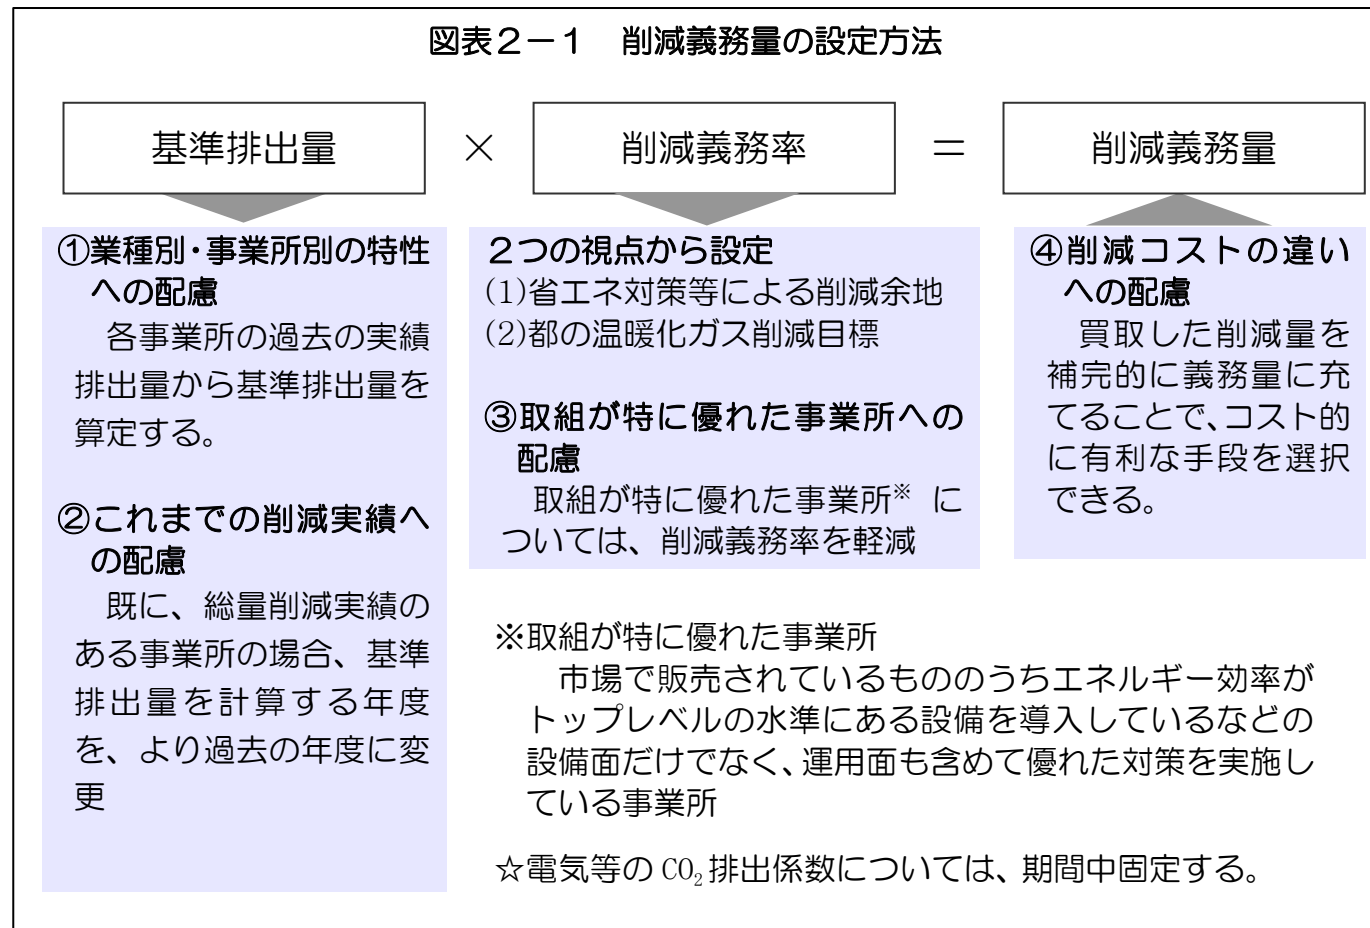 図表２－１　削減義務量の設定方法
基準排出量 × 削減義務率 ＝ 削減義務量
①業種別・事業所別の特性
への配慮
各事業所の過去の実績
排出量から基準排出量を
算定する。
②これまでの削減実績へ
の配慮
既に、総量削減実績の
ある事業所の場合、基準
排出量を計算する年度
を、より過去の年度に変
更
２つの視点から設定
(1)省エネ対策等による削減余地
(2)都の温暖化ガス削減目標
③取組が特に優れた事業所への
配慮
取組が特に優れた事業所※ に
ついては、削減義務率を軽減
④削減コストの違い
への配慮
買取した削減量を
補完的に義務量に充
てることで、コスト的
に有利な手段を選択
できる。
※取組が特に優れた事業所
市場で販売されているもののうちエネルギー効率が
トップレベルの水準にある設備を導入しているなどの
設備面だけでなく、運用面も含めて優れた対策を実施し
ている事業所
☆電気等の CO₂排出係数については、期間中固定する。